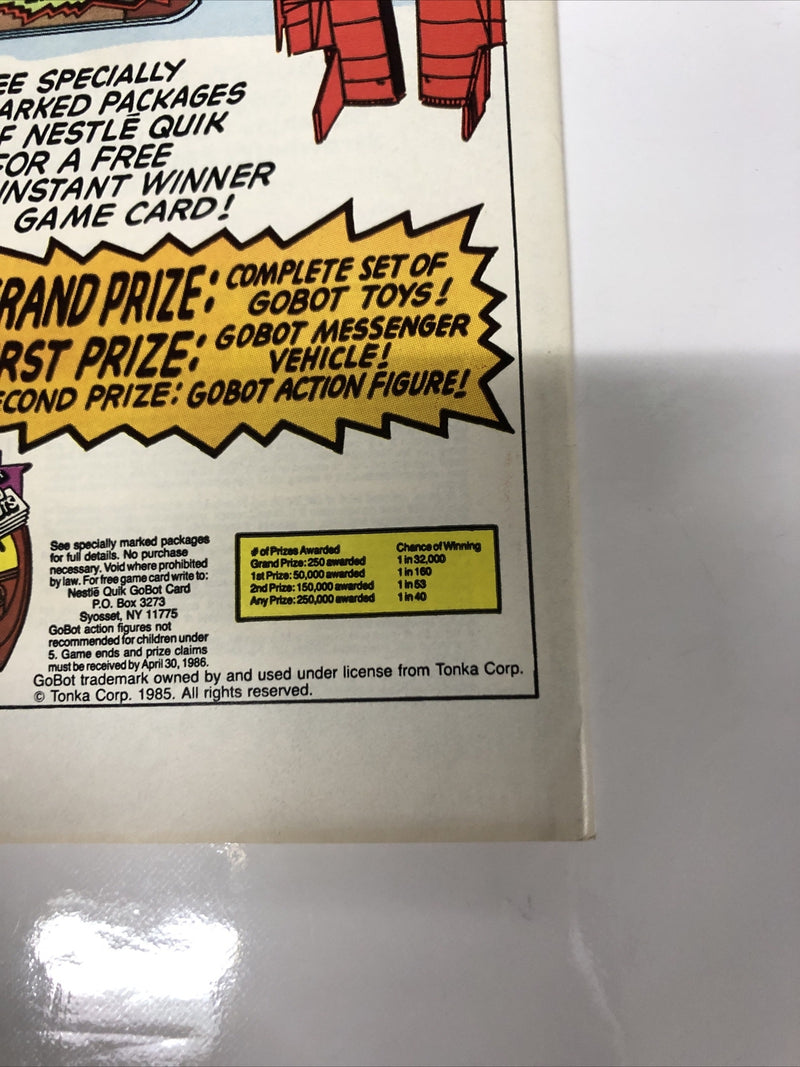 EE SPECIALLY
ARKED PACKAGES
F NESTLĒ QUIK
FOR A FREE
INSTANT WINNER
GAME CARD!
RAND PRIZE: COMPLETE SET OF
GOBOT TOYS!
RST PRIZE: GOBOT MESSENGER
VEHICLE!
ECOND PRIZE: GOBOT ACTION FIGURE!
See specially marked packages
for full details. No purchase
necessary. Void where prohibited
by law. For free game card write to:
Nestlē Quik GoBot Card
P.O. Box 3273
Syosset, NY 11775
GoBot action figures not
recommended for children under
5. Game ends and prize claims
must be received by April 30, 1986.
# of Prizes Awarded Chance of Winning
Grand Prize: 250 awarded 1 in 32,000
1st Prize: 50,000 awarded 1 in 160
2nd Prize: 150,000 awarded 1 in 53
Any Prize: 250,000 awarded 1 in 40
GoBot trademark owned by and used under license from Tonka Corp.
© Tonka Corp. 1985. All rights reserved.